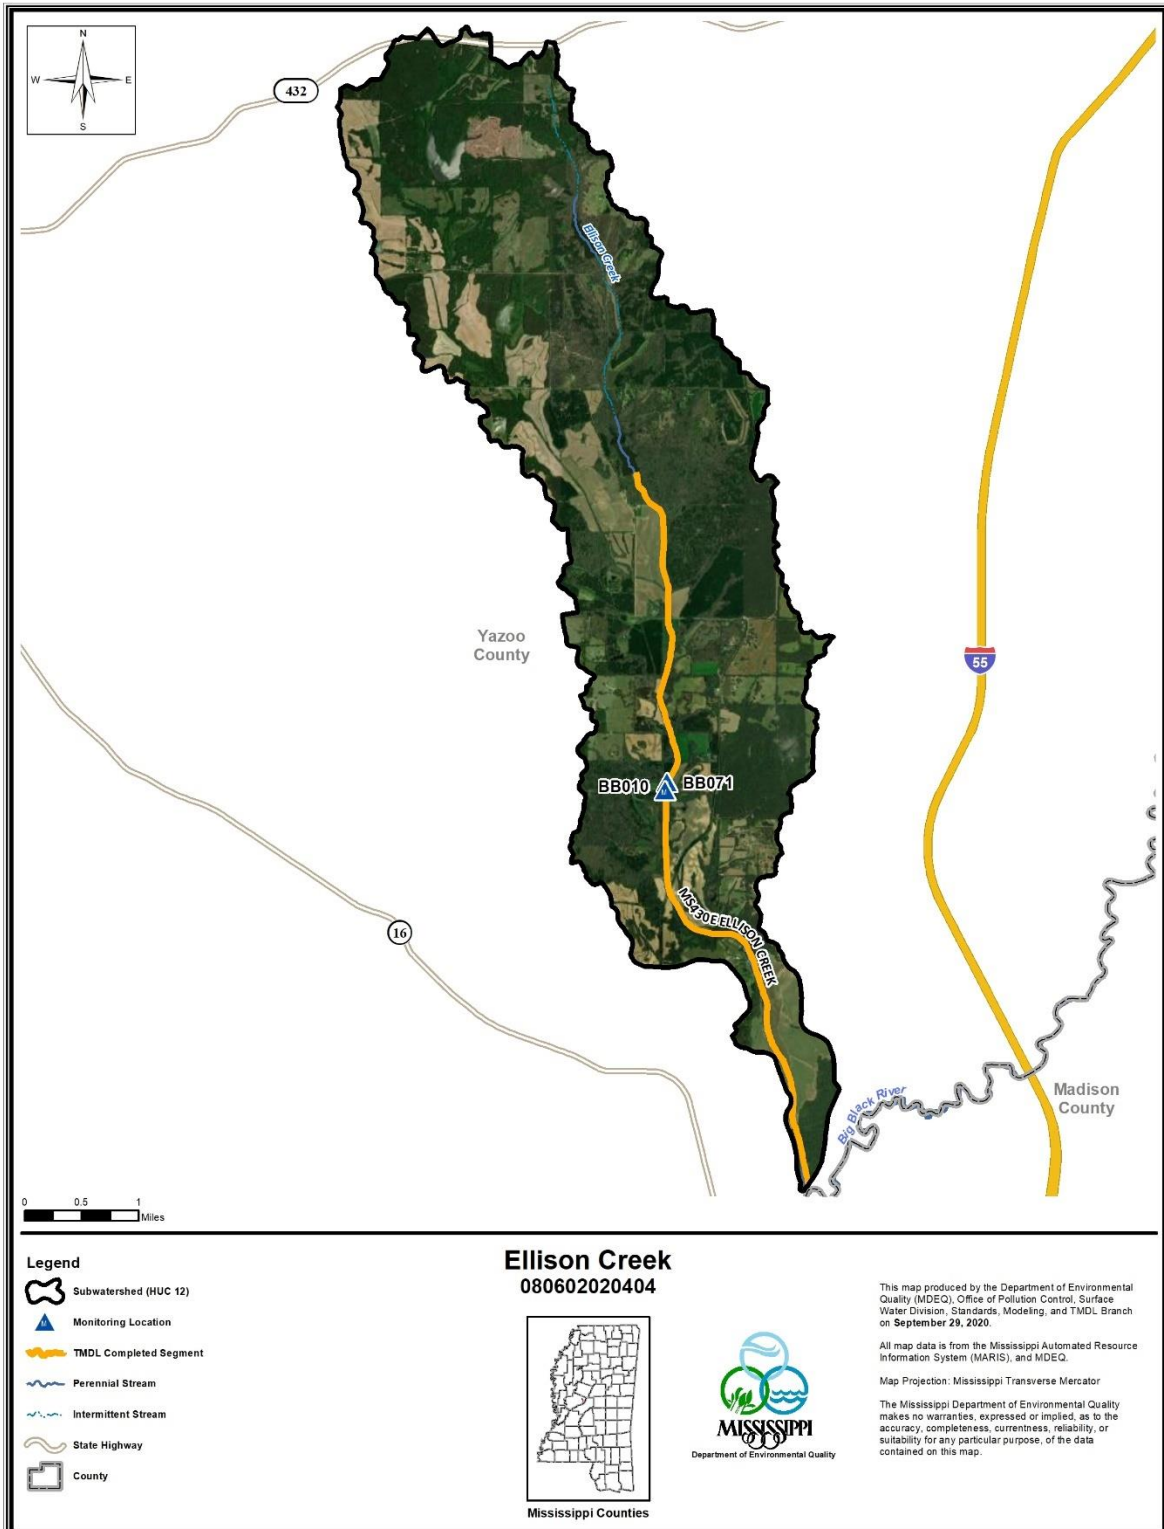 N
W E
S
432
Ellison Creek
Yazoo
County
55
BB010 BB071
MS430E ELLISON CREEK
16
Big Black River
Madison
County
0 0.5 1
Miles
Legend
Subwatershed (HUC 12)
M Monitoring Location
TMDL Completed Segment
Perennial Stream
Intermittent Stream
State Highway
County
Ellison Creek
080602020404
Mississippi Counties
MISSISSIPPI
Department of Environmental Quality
This map produced by the Department of Environmental
Quality (MDEQ), Office of Pollution Control, Surface
Water Division, Standards, Modeling, and TMDL Branch
on September 29, 2020.
All map data is from the Mississippi Automated Resource
Information System (MARIS), and MDEQ.
Map Projection: Mississippi Transverse Mercator
The Mississippi Department of Environmental Quality
makes no warranties, expressed or implied, as to the
accuracy, completeness, currentness, reliability, or
suitability for any particular purpose, of the data
contained on this map.